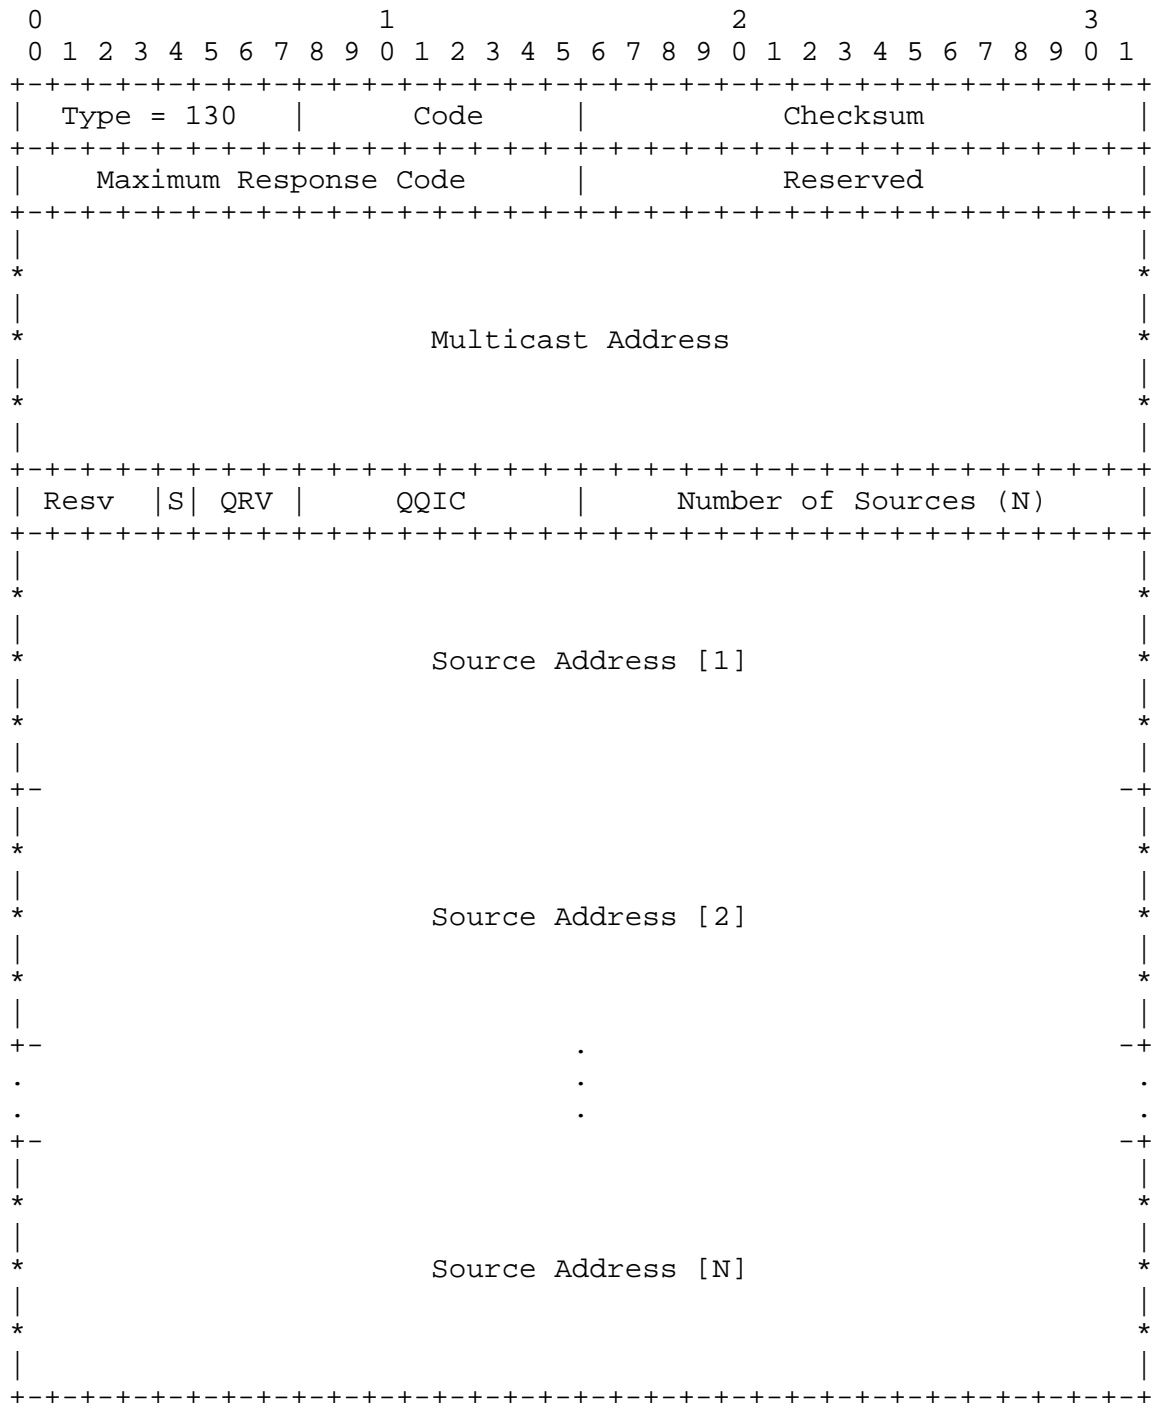 0                   1                   2                   3
0 1 2 3 4 5 6 7 8 9 0 1 2 3 4 5 6 7 8 9 0 1 2 3 4 5 6 7 8 9 0 1
+-+-+-+-+-+-+-+-+-+-+-+-+-+-+-+-+-+-+-+-+-+-+-+-+-+-+-+-+-+-+-+-+
|  Type = 130   |      Code     |           Checksum            |
+-+-+-+-+-+-+-+-+-+-+-+-+-+-+-+-+-+-+-+-+-+-+-+-+-+-+-+-+-+-+-+-+
|    Maximum Response Code      |           Reserved            |
+-+-+-+-+-+-+-+-+-+-+-+-+-+-+-+-+-+-+-+-+-+-+-+-+-+-+-+-+-+-+-+-+
|                                                               |
*                                                               *
|                                                               |
*                       Multicast Address                       *
|                                                               |
*                                                               *
|                                                               |
+-+-+-+-+-+-+-+-+-+-+-+-+-+-+-+-+-+-+-+-+-+-+-+-+-+-+-+-+-+-+-+-+
| Resv  |S| QRV |     QQIC      |     Number of Sources (N)     |
+-+-+-+-+-+-+-+-+-+-+-+-+-+-+-+-+-+-+-+-+-+-+-+-+-+-+-+-+-+-+-+-+
|                                                               |
*                                                               *
|                                                               |
*                       Source Address [1]                      *
|                                                               |
*                                                               *
|                                                               |
+-                                                             -+
|                                                               |
*                                                               *
|                                                               |
*                       Source Address [2]                      *
|                                                               |
*                                                               *
|                                                               |
+-                              .                              -+
.                               .                               .
.                               .                               .
+-                                                             -+
|                                                               |
*                                                               *
|                                                               |
*                       Source Address [N]                      *
|                                                               |
*                                                               *
|                                                               |
+-+-+-+-+-+-+-+-+-+-+-+-+-+-+-+-+-+-+-+-+-+-+-+-+-+-+-+-+-+-+-+-+